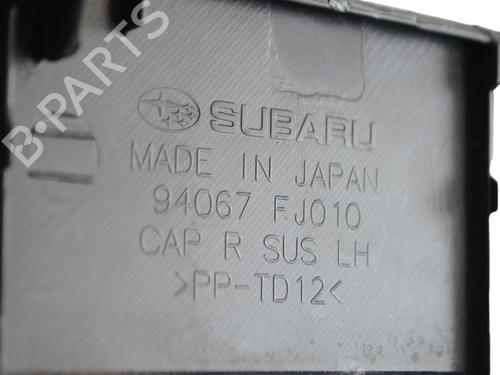 B-PARTS
SUBARU
MADE IN JAPAN
94067 FJ010
CAP R SUS LH
>PP-TD12<